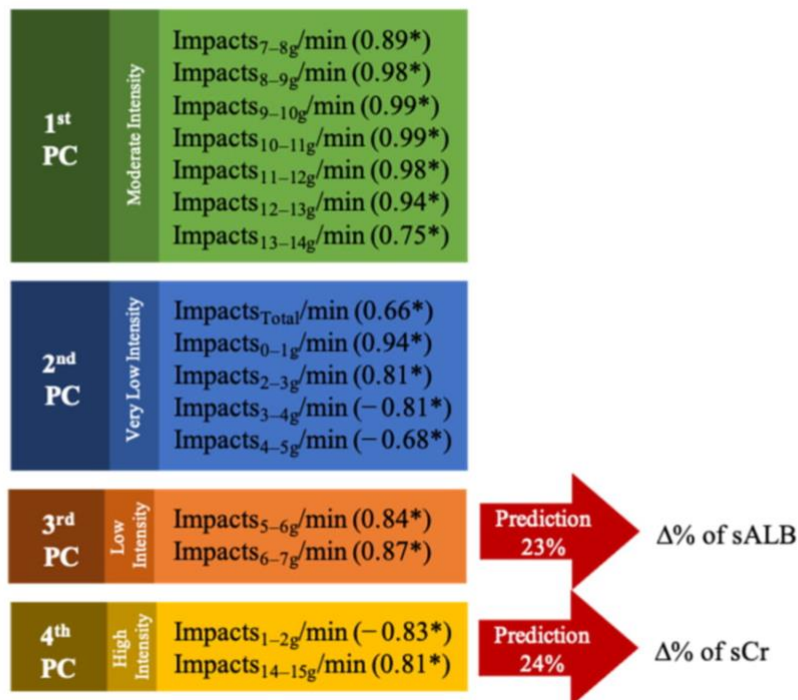 1st
PC
Moderate Intensity
Impacts7–8g/min (0.89*)
Impacts8–9g/min (0.98*)
Impacts9–10g/min (0.99*)
Impacts10–11g/min (0.99*)
Impacts11–12g/min (0.98*)
Impacts12–13g/min (0.94*)
Impacts13–14g/min (0.75*)
2nd
PC
Very Low Intensity
ImpactsTotal/min (0.66*)
Impacts0–1g/min (0.94*)
Impacts2–3g/min (0.81*)
Impacts3–4g/min (−0.81*)
Impacts4–5g/min (−0.68*)
3rd
PC
Low
Intensity
Impacts5–6g/min (0.84*)
Impacts6–7g/min (0.87*)
Prediction
23%
Δ% of sALB
4th
PC
High
Intensity
Impacts1–2g/min (−0.83*)
Impacts14–15g/min (0.81*)
Prediction
24%
Δ% of sCr